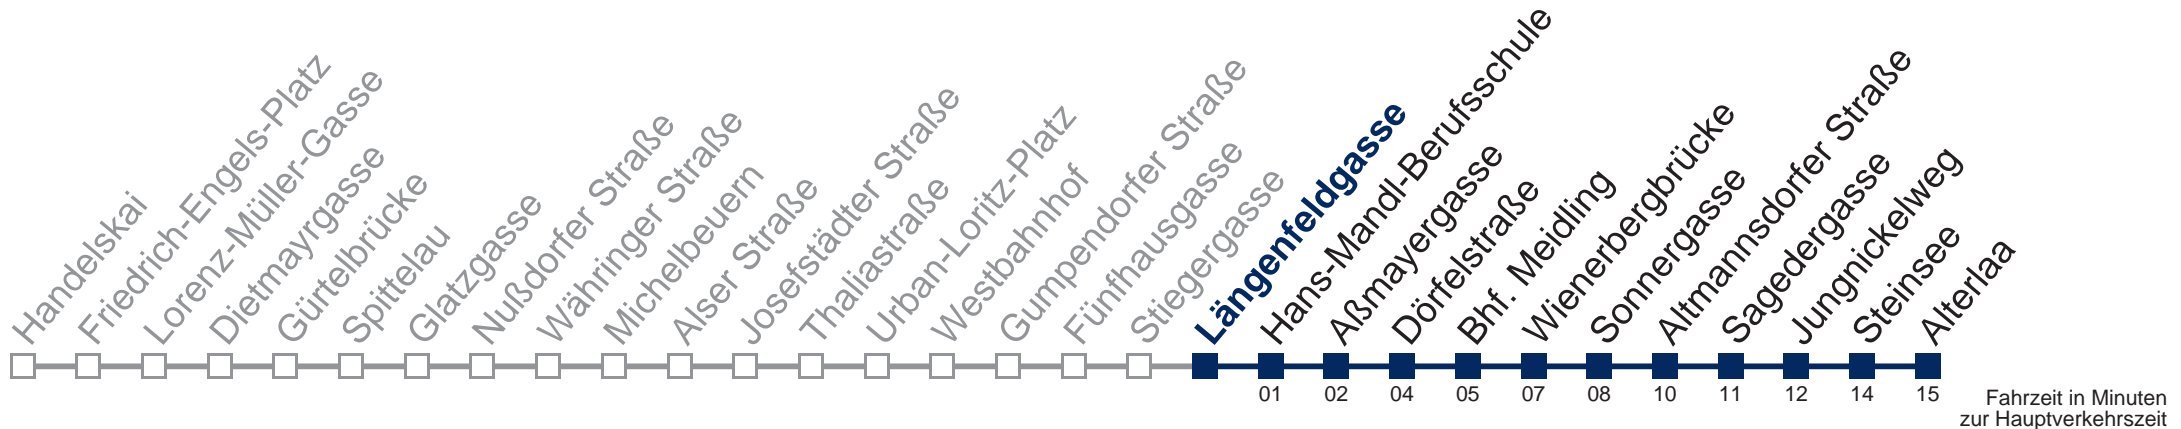 Handelskai
Friedrich-Engels-Platz
Lorenz-Müller-Gasse
Dietmayrgasse
Gürtelbrücke
Spittelau
Glatzgasse
Nußdorfer Straße
Währinger Straße
Michelbeuern
Alser Straße
Josefstädter Straße
Thaliastraße
Urban-Loritz-Platz
Westbahnhof
Gumpendorfer Straße
Fünfhausgasse
Stiegergasse
Längenfeldgasse
Hans-Mandl-Berufsschule
Aßmayergasse
Dörfelstraße
Bhf. Meidling
Wienerbergbrücke
Sonnergasse
Altmannsdorfer Straße
Sagedergasse
Jungnickelweg
Steinsee
Alterlaa
01 02 04 05 07 08 10 11 12 14 15
Fahrzeit in Minuten
zur Hauptverkehrszeit